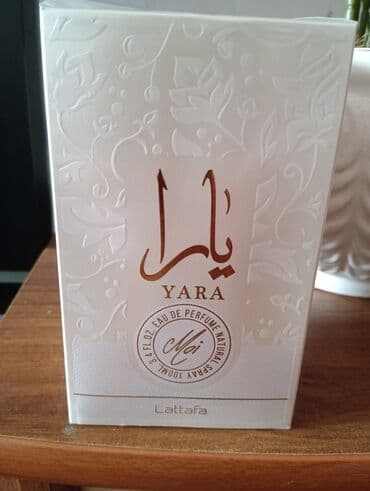 يارا
YARA
3.4 FL.OZ. EAU DE PERFUME NATURAL SPRAY 100ML
Moi
Lattafa